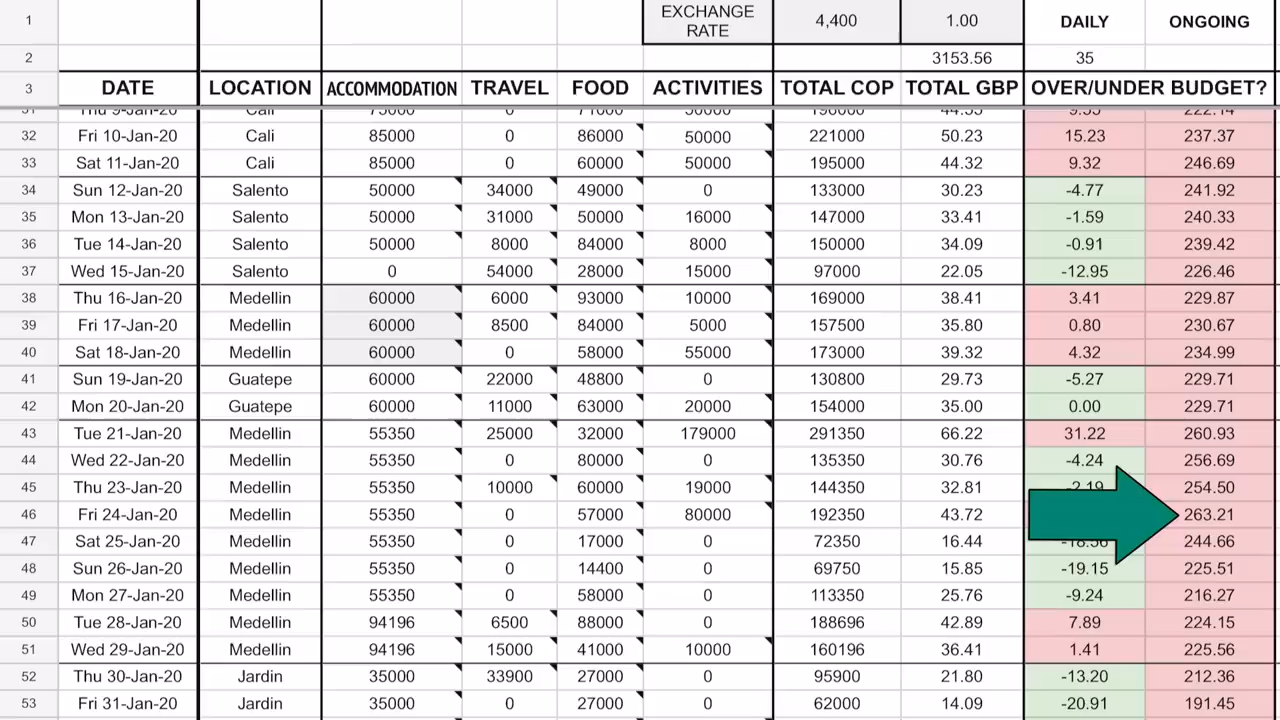 1 EXCHANGE RATE 4,400 1.00 DAILY ONGOING
2 3153.56 35
3 DATE LOCATION ACCOMMODATION TRAVEL FOOD ACTIVITIES TOTAL COP TOTAL GBP OVER/UNDER BUDGET?
32 Fri 10-Jan-20 Cali 85000 0 86000 50000 221000 50.23 15.23 237.37
33 Sat 11-Jan-20 Cali 85000 0 60000 50000 195000 44.32 9.32 246.69
34 Sun 12-Jan-20 Salento 50000 34000 49000 0 133000 30.23 -4.77 241.92
35 Mon 13-Jan-20 Salento 50000 31000 50000 16000 147000 33.41 -1.59 240.33
36 Tue 14-Jan-20 Salento 50000 8000 84000 8000 150000 34.09 -0.91 239.42
37 Wed 15-Jan-20 Salento 0 54000 28000 15000 97000 22.05 -12.95 226.46
38 Thu 16-Jan-20 Medellin 60000 6000 93000 10000 169000 38.41 3.41 229.87
39 Fri 17-Jan-20 Medellin 60000 8500 84000 5000 157500 35.80 0.80 230.67
40 Sat 18-Jan-20 Medellin 60000 0 58000 55000 173000 39.32 4.32 234.99
41 Sun 19-Jan-20 Guatepe 60000 22000 48800 0 130800 29.73 -5.27 229.71
42 Mon 20-Jan-20 Guatepe 60000 11000 63000 20000 154000 35.00 0.00 229.71
43 Tue 21-Jan-20 Medellin 55350 25000 32000 179000 291350 66.22 31.22 260.93
44 Wed 22-Jan-20 Medellin 55350 0 80000 0 135350 30.76 -4.24 256.69
45 Thu 23-Jan-20 Medellin 55350 10000 60000 19000 144350 32.81 -2.19 254.50
46 Fri 24-Jan-20 Medellin 55350 0 57000 80000 192350 43.72 263.21
47 Sat 25-Jan-20 Medellin 55350 0 17000 0 72350 16.44 -18.56 244.66
48 Sun 26-Jan-20 Medellin 55350 0 14400 0 69750 15.85 -19.15 225.51
49 Mon 27-Jan-20 Medellin 55350 0 58000 0 113350 25.76 -9.24 216.27
50 Tue 28-Jan-20 Medellin 94196 6500 88000 0 188696 42.89 7.89 224.15
51 Wed 29-Jan-20 Medellin 94196 15000 41000 10000 160196 36.41 1.41 225.56
52 Thu 30-Jan-20 Jardin 35000 33900 27000 0 95900 21.80 -13.20 212.36
53 Fri 31-Jan-20 Jardin 35000 0 27000 0 62000 14.09 -20.91 191.45